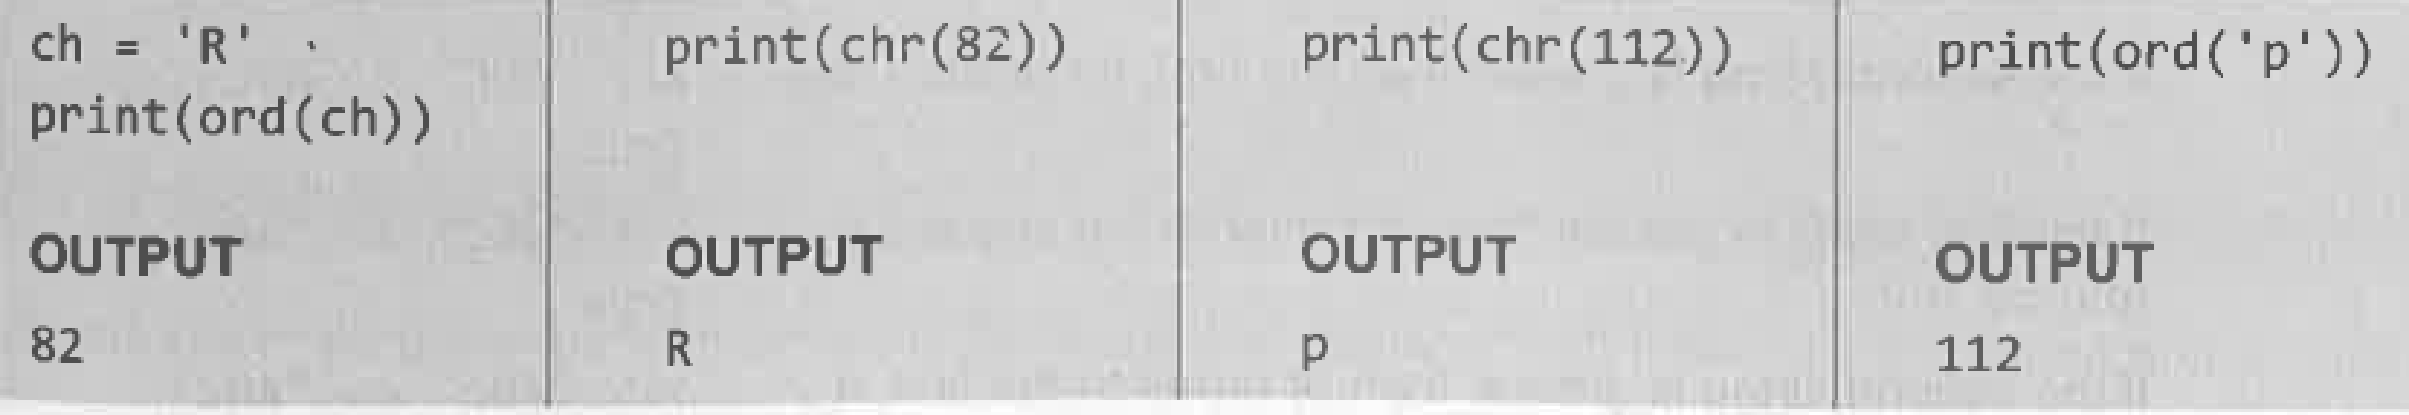 ch = 'R'
print(ord(ch))
OUTPUT
82
print(chr(82))
OUTPUT
R
print(chr(112))
OUTPUT
p
print(ord('p'))
OUTPUT
112